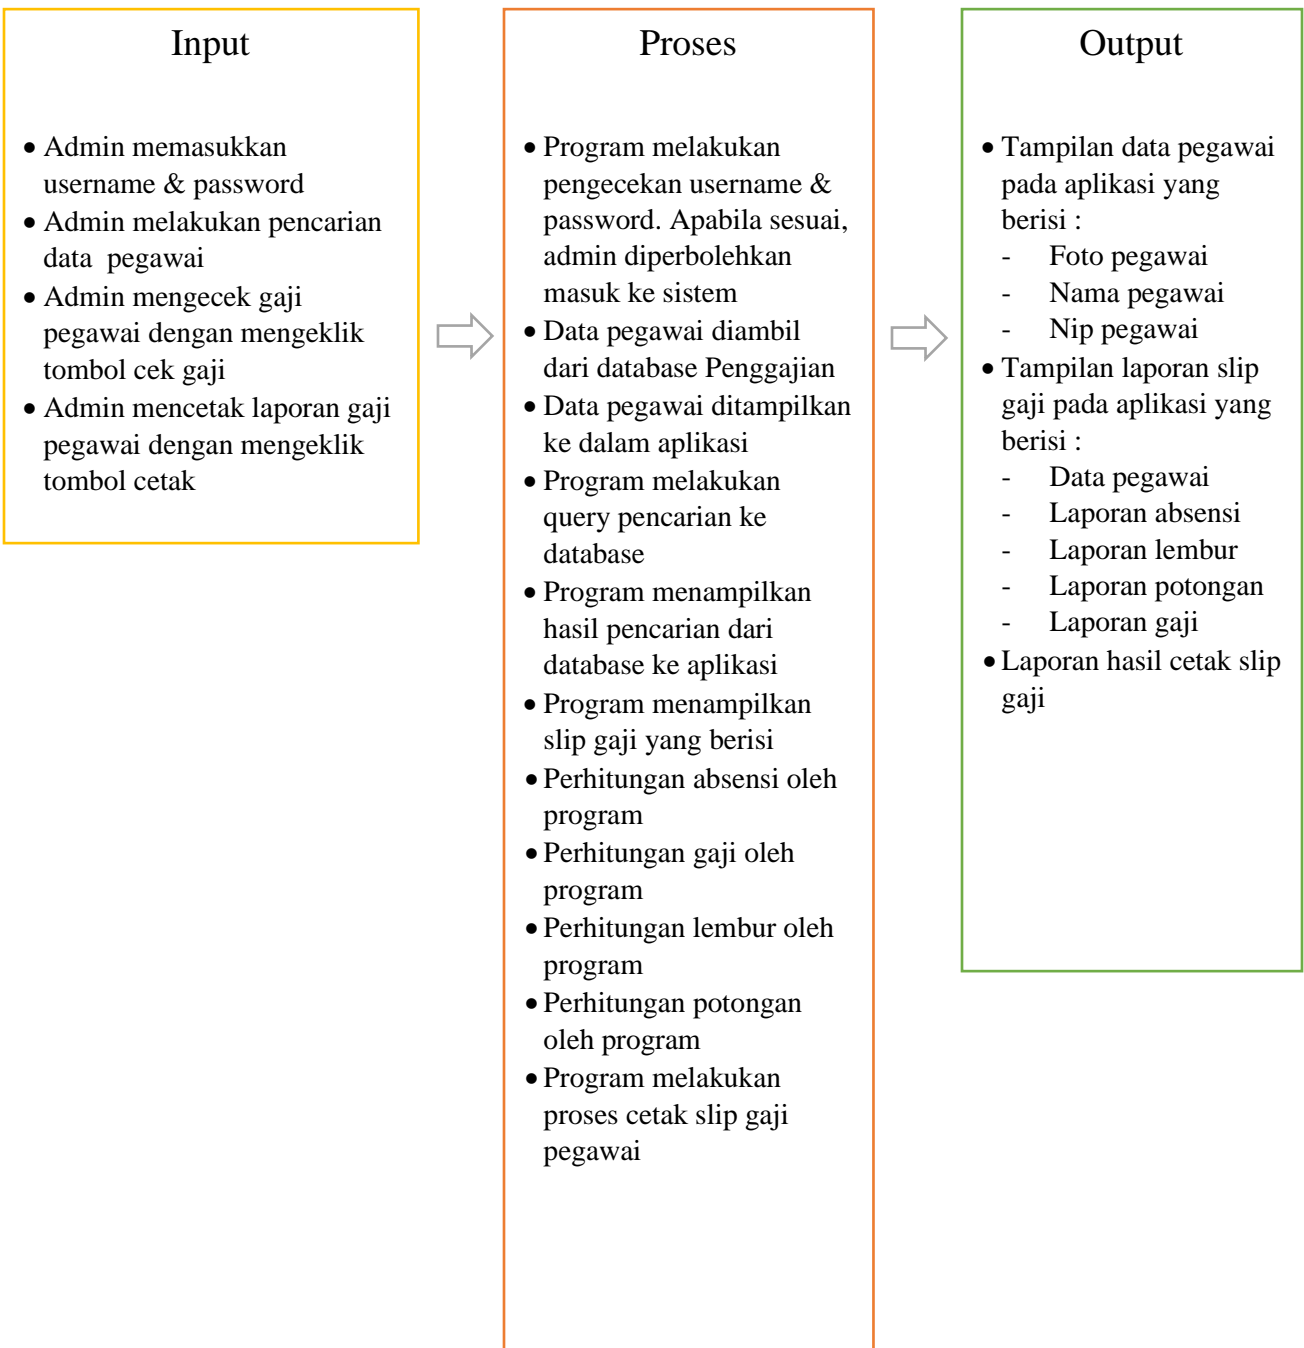 Input
• Admin memasukkan
username & password
• Admin melakukan pencarian
data pegawai
• Admin mengecek gaji
pegawai dengan mengeklik
tombol cek gaji
• Admin mencetak laporan gaji
pegawai dengan mengeklik
tombol cetak
Proses
• Program melakukan
pengecekan username &
password. Apabila sesuai,
admin diperbolehkan
masuk ke sistem
• Data pegawai diambil
dari database Penggajian
• Data pegawai ditampilkan
ke dalam aplikasi
• Program melakukan
query pencarian ke
database
• Program menampilkan
hasil pencarian dari
database ke aplikasi
• Program menampilkan
slip gaji yang berisi
• Perhitungan absensi oleh
program
• Perhitungan gaji oleh
program
• Perhitungan lembur oleh
program
• Perhitungan potongan
oleh program
• Program melakukan
proses cetak slip gaji
pegawai
Output
• Tampilan data pegawai
pada aplikasi yang
berisi :
- Foto pegawai
- Nama pegawai
- Nip pegawai
• Tampilan laporan slip
gaji pada aplikasi yang
berisi :
- Data pegawai
- Laporan absensi
- Laporan lembur
- Laporan potongan
- Laporan gaji
• Laporan hasil cetak slip
gaji